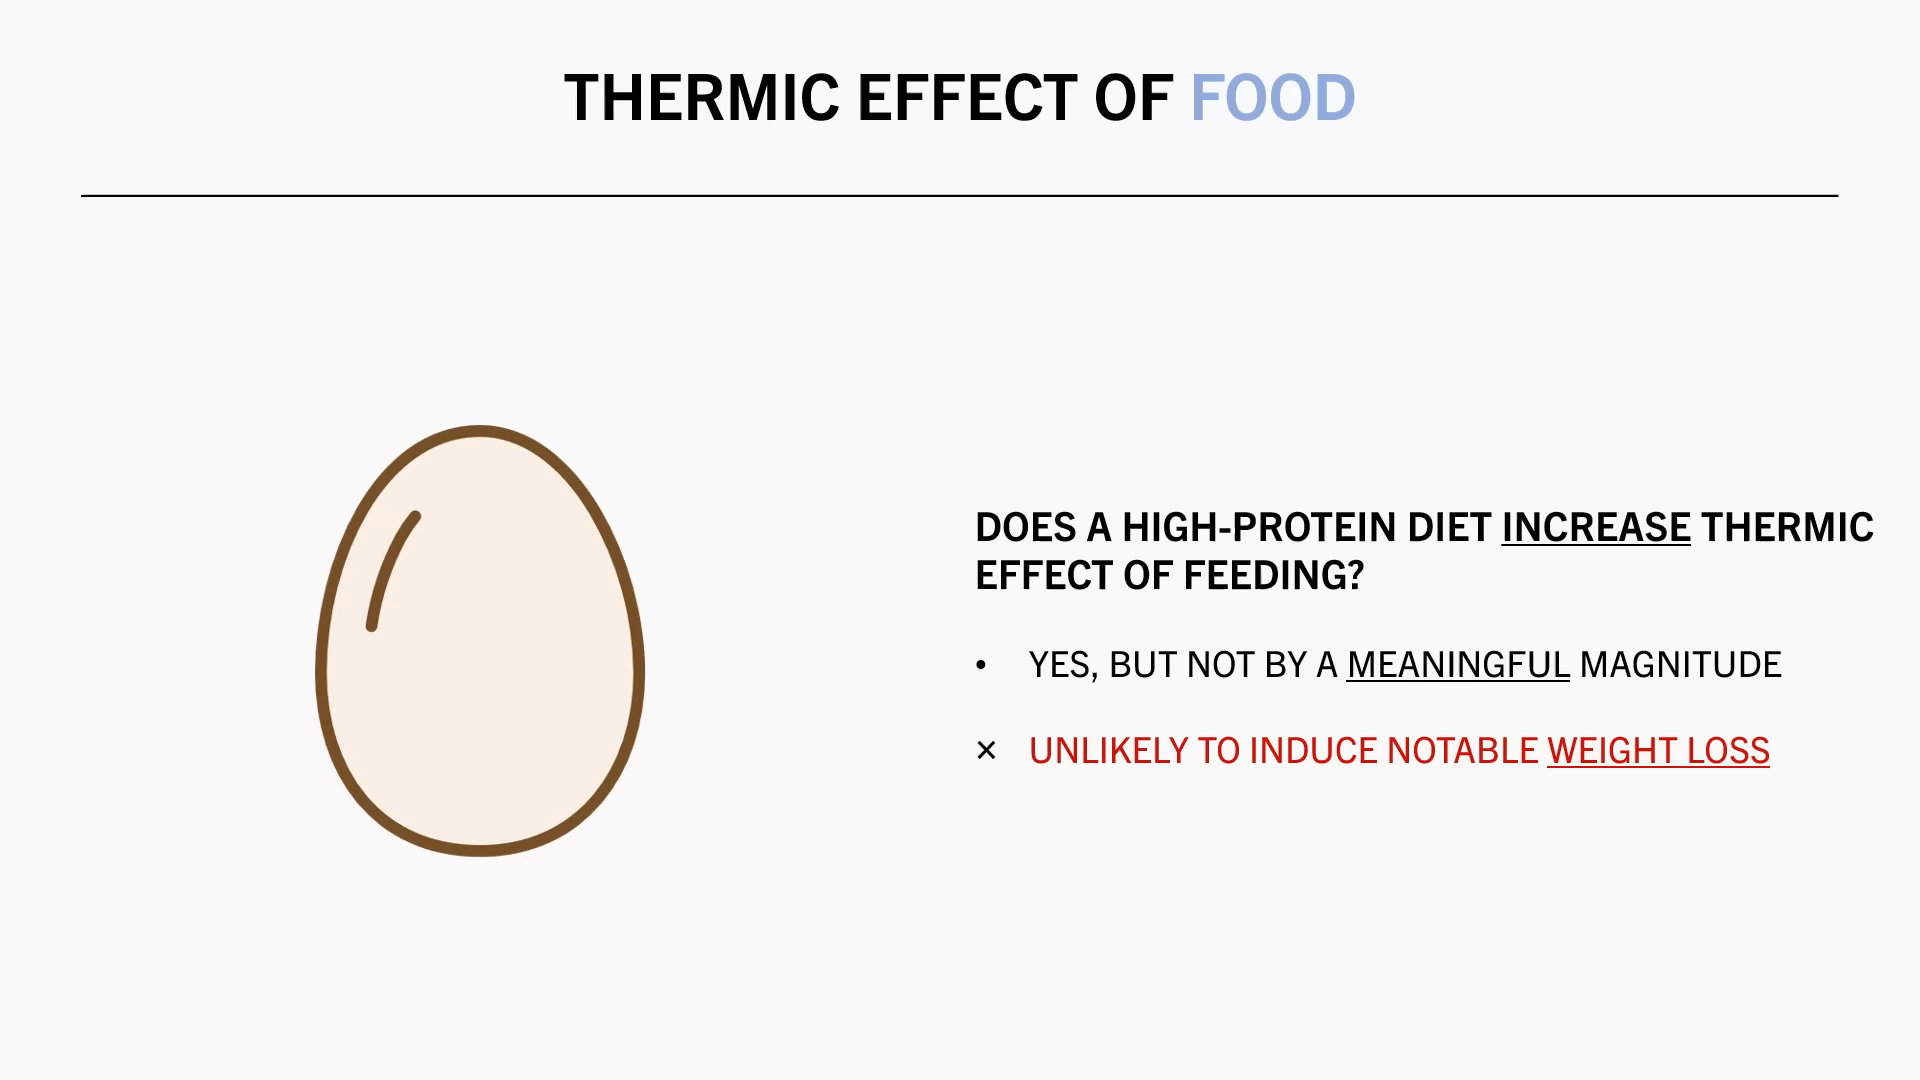 THERMIC EFFECT OF FOOD
DOES A HIGH-PROTEIN DIET INCREASE THERMIC
EFFECT OF FEEDING?
• YES, BUT NOT BY A MEANINGFUL MAGNITUDE
× UNLIKELY TO INDUCE NOTABLE WEIGHT LOSS